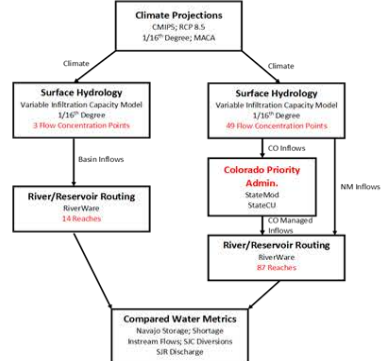 Climate Projections
CMIP5; RCP 8.5
1/16th Degree; MACA
Climate
Climate
Surface Hydrology
Variable Infiltration Capacity Model
1/16th Degree
3 Flow Concentration Points
Surface Hydrology
Variable Infiltration Capacity Model
1/16th Degree
49 Flow Concentration Points
Basin Inflows
CO Inflows
NM Inflows
Colorado Priority
Admin.
StateMod
StateCU
CO Managed
Inflows
River/Reservoir Routing
RiverWare
14 Reaches
River/Reservoir Routing
RiverWare
87 Reaches
Compared Water Metrics
Navajo Storage; Shortage
Instream Flows; SJC Diversions
SJR Discharge